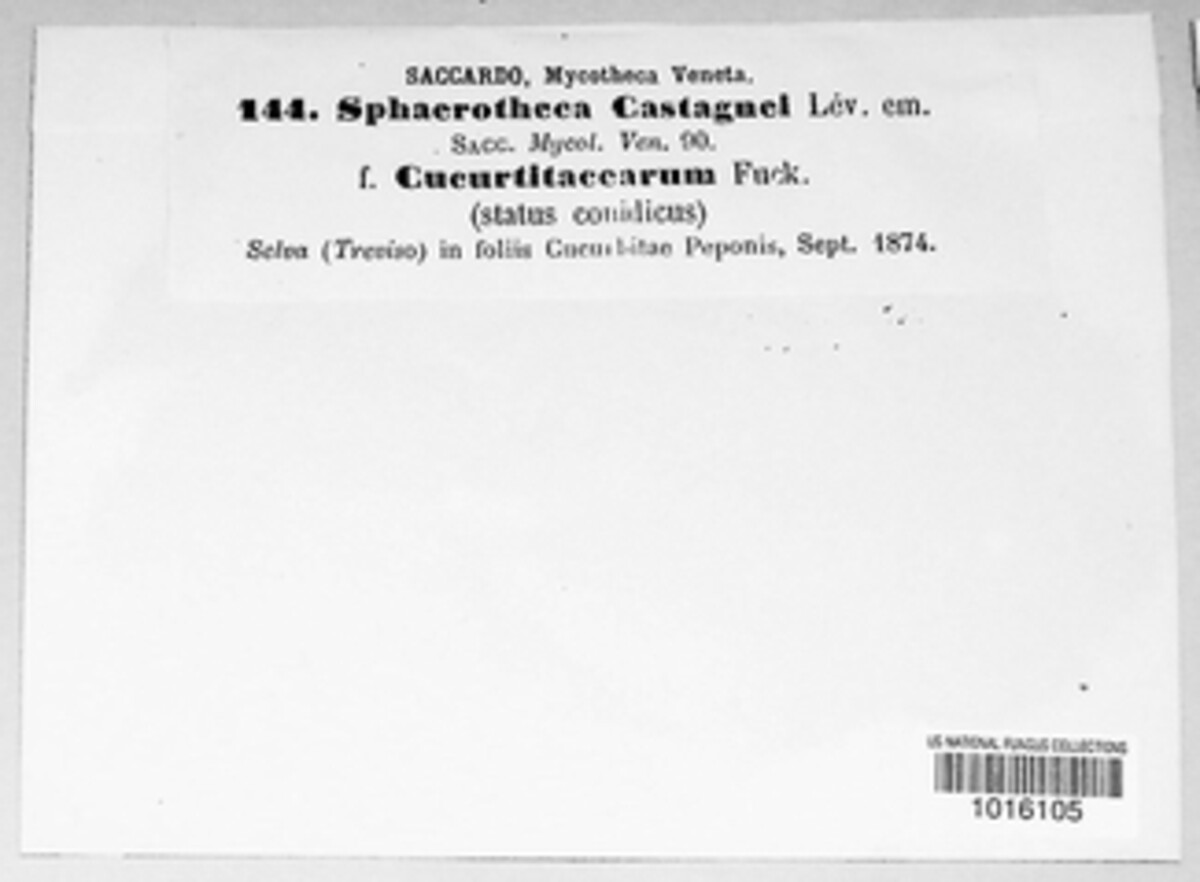 SACCARDO, Mycotheca Veneta.
144. Sphaerotheca Castagnei Lév. em.
SACC. Mycol. Ven. 90.
f. Cucurtitaccarum Fuck.
(status conidicus)
Selva (Treviso) in foliis Cucurbitae Peponis, Sept. 1874.
US NATIONAL FUNGUS COLLECTIONS
1016105